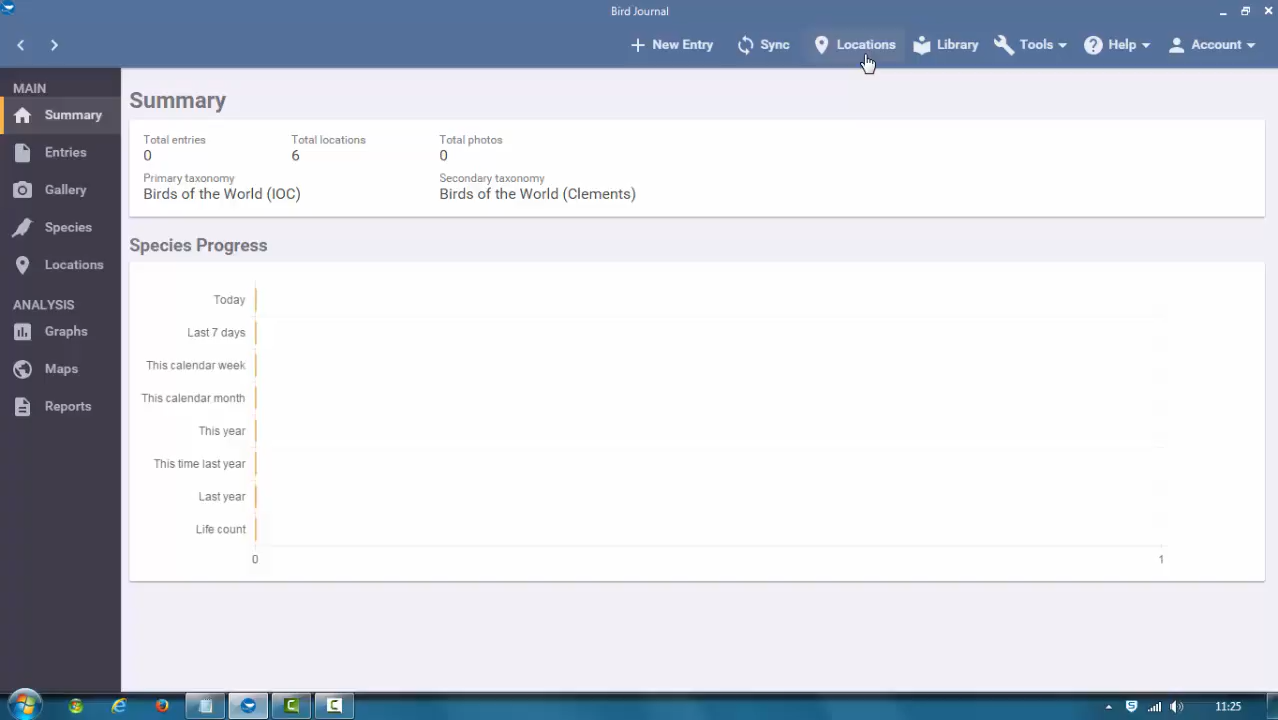 Bird Journal
New Entry Sync Locations Library Tools Help Account
MAIN
Summary
Entries
Gallery
Species
Locations
ANALYSIS
Graphs
Maps
Reports
Summary
Total entries Total locations Total photos
0 6 0
Primary taxonomy Secondary taxonomy
Birds of the World (IOC) Birds of the World (Clements)
Species Progress
Today
Last 7 days
This calendar week
This calendar month
This year
This time last year
Last year
Life count
0 1
11:25